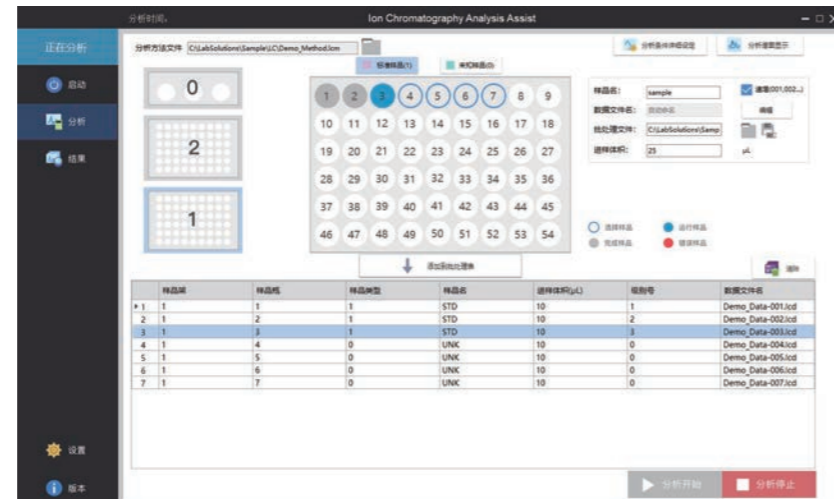 分析时间: Ion Chromatography Analysis Assist
正在分析
启动
分析
结果
设置
版本
分析方法文件 C:\LabSolutions\Sample\LC\Demo_Method.lcm
分析条件详细设定 分析谱图显示
标准样品(1) 未知样品(0)
0
2
1
1 2 3 4 5 6 7 8 9
10 11 12 13 14 15 16 17 18
19 20 21 22 23 24 25 26 27
28 29 30 31 32 33 34 35 36
37 38 39 40 41 42 43 44 45
46 47 48 49 50 51 52 53 54
样品名: sample 递增(001,002...)
数据文件名: 自动命名 编辑
批处理文件: C:\LabSolutions\Samp
进样体积: 25 µL
选择样品 运行样品
完成样品 错误样品
添加到批处理表
清除
样品架 样品瓶 样品类型 样品名 进样体积(µL) 级别号 数据文件名
1 1 1 1 STD 10 1 Demo_Data-001.lcd
2 1 2 1 STD 10 2 Demo_Data-002.lcd
3 1 3 1 STD 10 3 Demo_Data-003.lcd
4 1 4 0 UNK 10 0 Demo_Data-004.lcd
5 1 5 0 UNK 10 0 Demo_Data-005.lcd
6 1 6 0 UNK 10 0 Demo_Data-006.lcd
7 1 7 0 UNK 10 0 Demo_Data-007.lcd
分析开始 分析停止